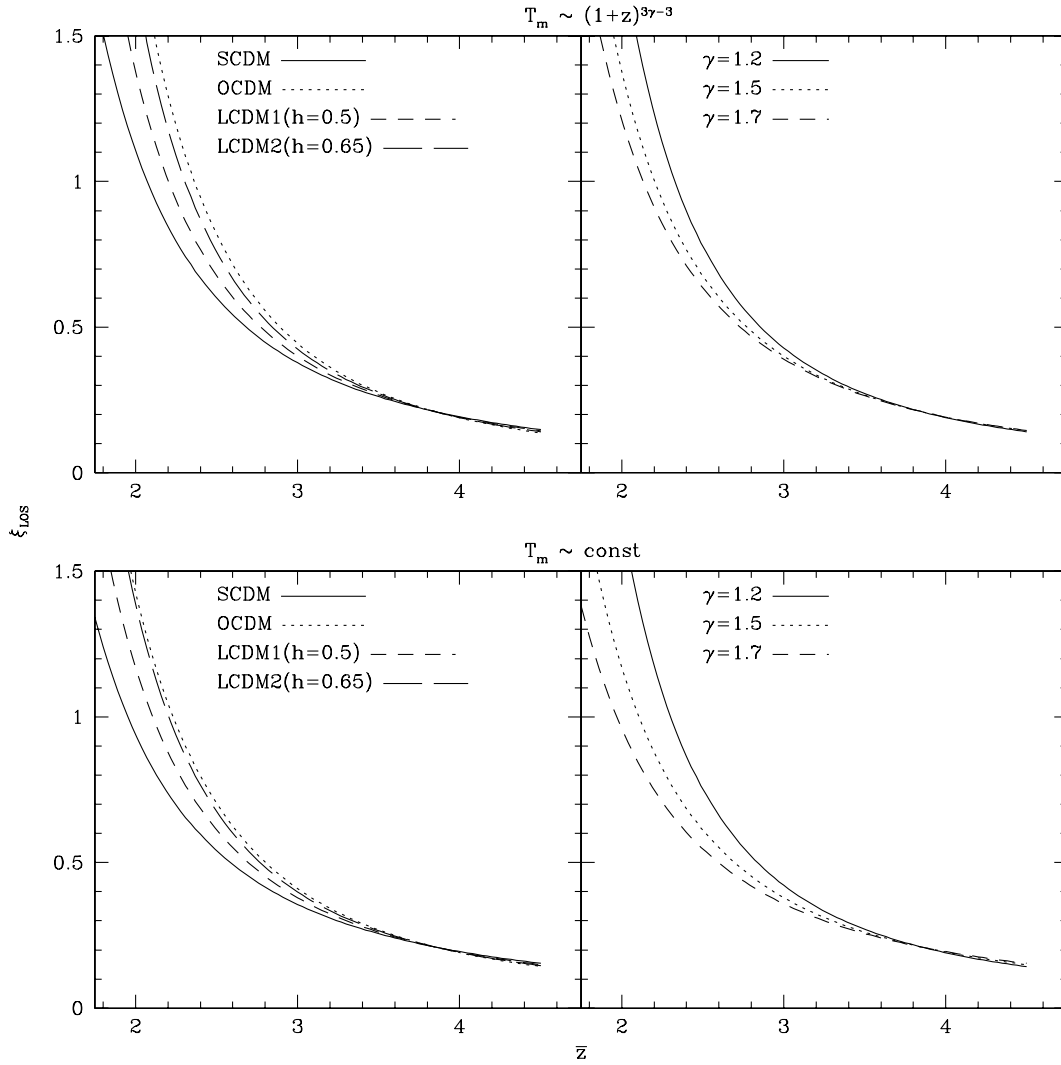 T_m ~ (1+z)^{3γ-3}
1.5
1
0.5
0
SCDM
OCDM
LCDM1(h=0.5)
LCDM2(h=0.65)
2
3
4
γ=1.2
γ=1.5
γ=1.7
2
3
4
ξ_LOS
T_m ~ const
1.5
1
0.5
0
SCDM
OCDM
LCDM1(h=0.5)
LCDM2(h=0.65)
2
3
4
γ=1.2
γ=1.5
γ=1.7
2
3
4
z̄